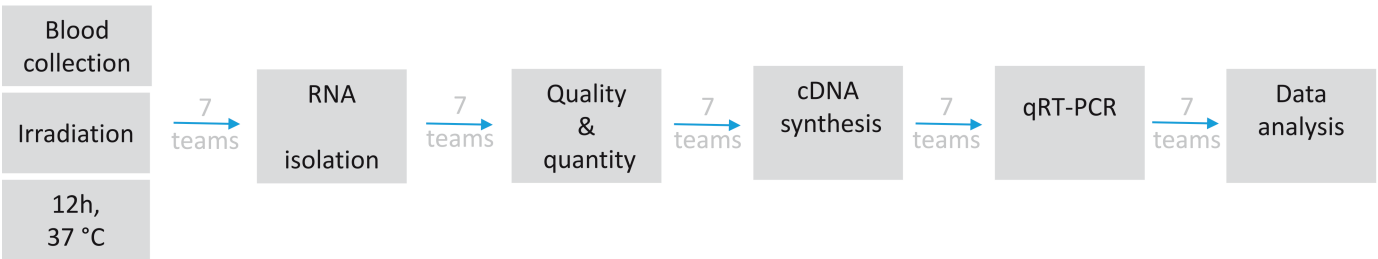 Blood
collection
Irradiation
12h,
37 °C
7
teams
RNA
isolation
7
teams
Quality
&
quantity
7
teams
cDNA
synthesis
7
teams
qRT-PCR
7
teams
Data
analysis